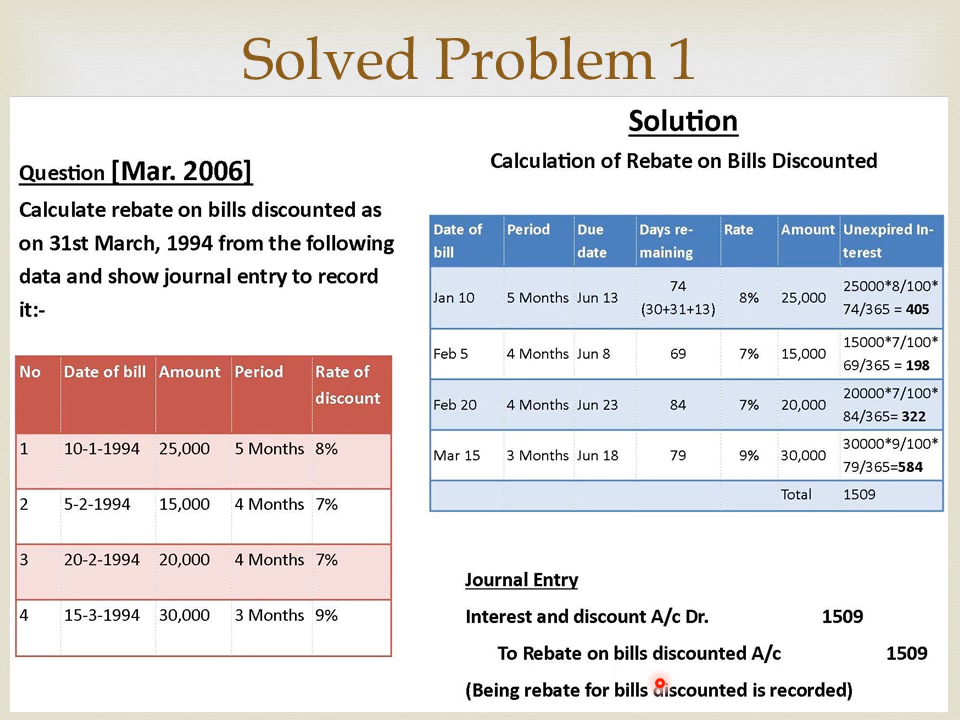 Solved Problem 1
Question [Mar. 2006]
Calculate rebate on bills discounted as
on 31st March, 1994 from the following
data and show journal entry to record
it:-
No Date of bill Amount Period Rate of
discount
1 10-1-1994 25,000 5 Months 8%
2 5-2-1994 15,000 4 Months 7%
3 20-2-1994 20,000 4 Months 7%
4 15-3-1994 30,000 3 Months 9%
Solution
Calculation of Rebate on Bills Discounted
Date of Period Due Days re- Rate Amount Unexpired In-
bill date maining terest
Jan 10 5 Months Jun 13 74 8% 25,000 25000*8/100*
(30+31+13) 74/365 = 405
Feb 5 4 Months Jun 8 69 7% 15,000 15000*7/100*
69/365 = 198
Feb 20 4 Months Jun 23 84 7% 20,000 20000*7/100*
84/365= 322
Mar 15 3 Months Jun 18 79 9% 30,000 30000*9/100*
79/365=584
Total 1509
Journal Entry
Interest and discount A/c Dr. 1509
To Rebate on bills discounted A/c 1509
(Being rebate for bills discounted is recorded)